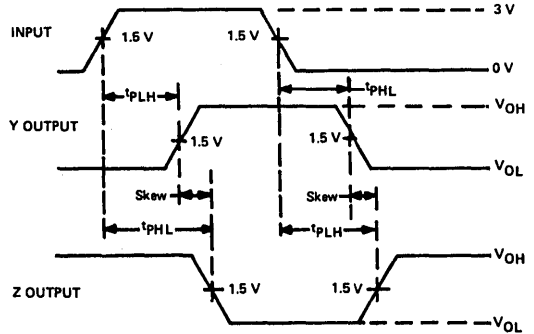 INPUT
1.5 V
1.5 V
3 V
0 V
tPLH
tPHL
Y OUTPUT
1.5 V
1.5 V
VOH
VOL
Skew
Skew
tPHL
tPLH
Z OUTPUT
1.5 V
1.5 V
VOH
VOL